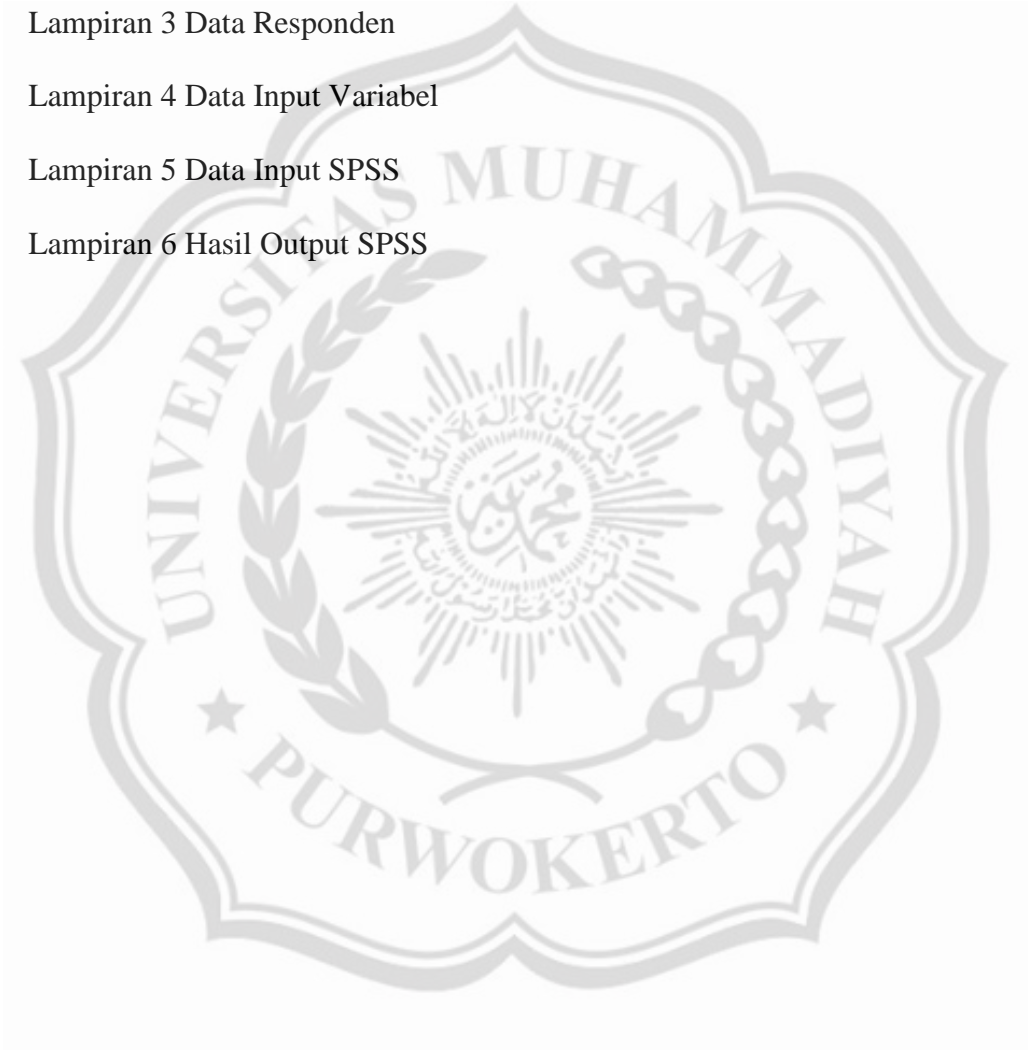 Lampiran 3 Data Responden
Lampiran 4 Data Input Variabel
Lampiran 5 Data Input SPSS
Lampiran 6 Hasil Output SPSS
UNIVERSITAS MUHAMMADIYAH
PURWOKERTO